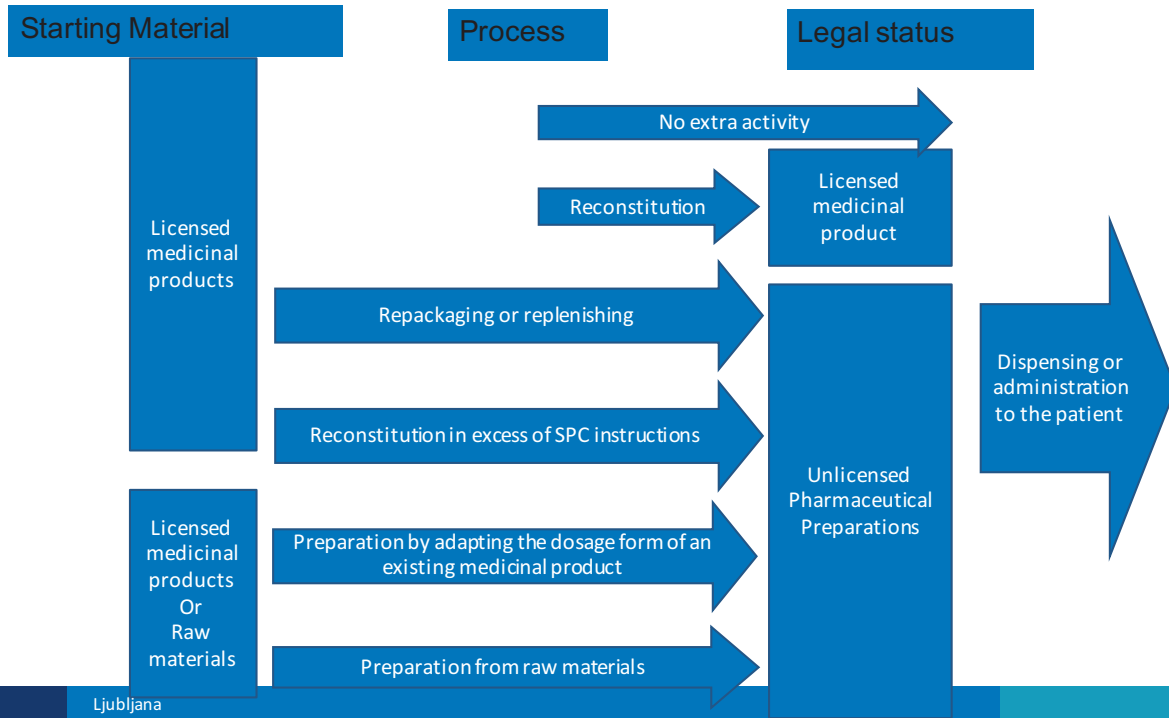 Starting Material
Process
Legal status
No extra activity
Licensed
medicinal
product
Reconstitution
Licensed
medicinal
products
Repackaging or replenishing
Dispensing or
administration
to the patient
Reconstitution in excess of SPC instructions
Unlicensed
Pharmaceutical
Preparations
Licensed
medicinal
products
Or
Raw
materials
Preparation by adapting the dosage form of an
existing medicinal product
Preparation from raw materials
Ljubljana